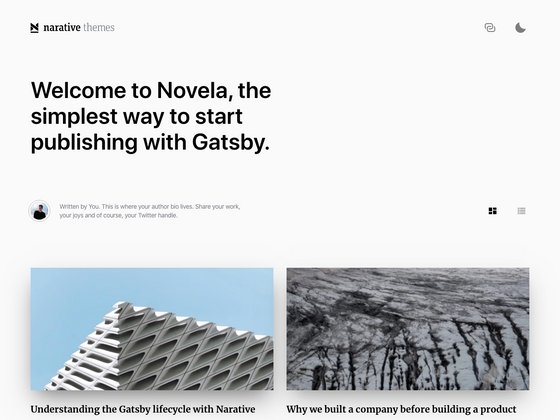 narative themes
Welcome to Novela, the
simplest way to start
publishing with Gatsby.
Written by You. This is where your author bio lives. Share your work,
your joys and of course, your Twitter handle.
Understanding the Gatsby lifecycle with Narative
Why we built a company before building a product